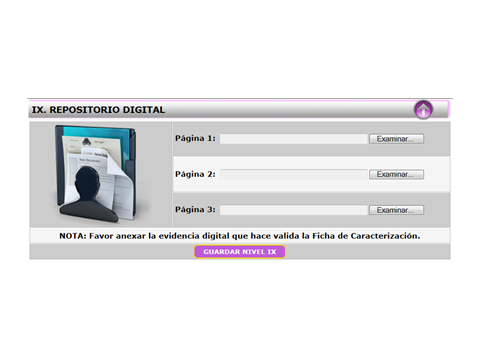 IX. REPOSITORIO DIGITAL
Página 1: Examinar...
Página 2: Examinar...
Página 3: Examinar...
NOTA: Favor anexar la evidencia digital que hace valida la Ficha de Caracterización.
GUARDAR NIVEL IX